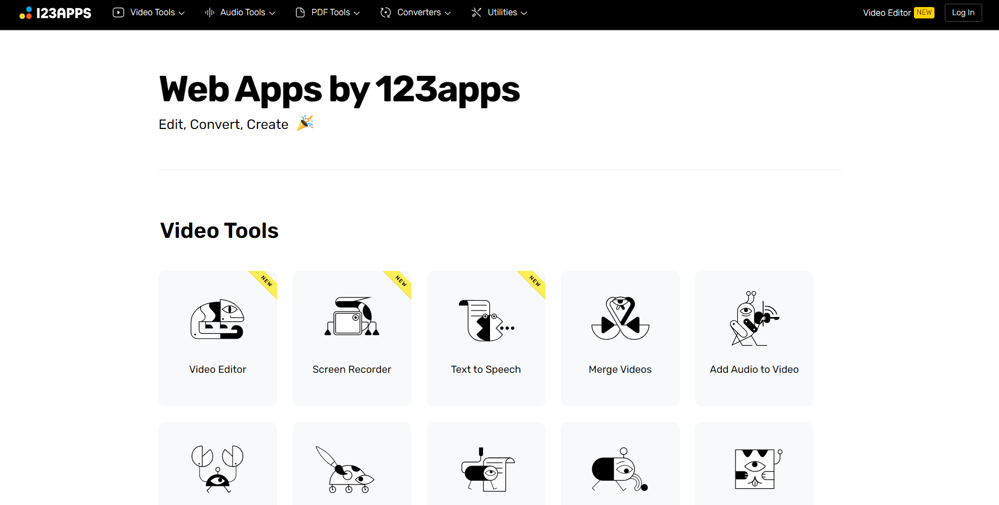 123APPS Video Tools Audio Tools PDF Tools Converters Utilities Video Editor NEW Log In
Web Apps by 123apps
Edit, Convert, Create
Video Tools
NEW NEW NEW
Video Editor Screen Recorder Text to Speech Merge Videos Add Audio to Video